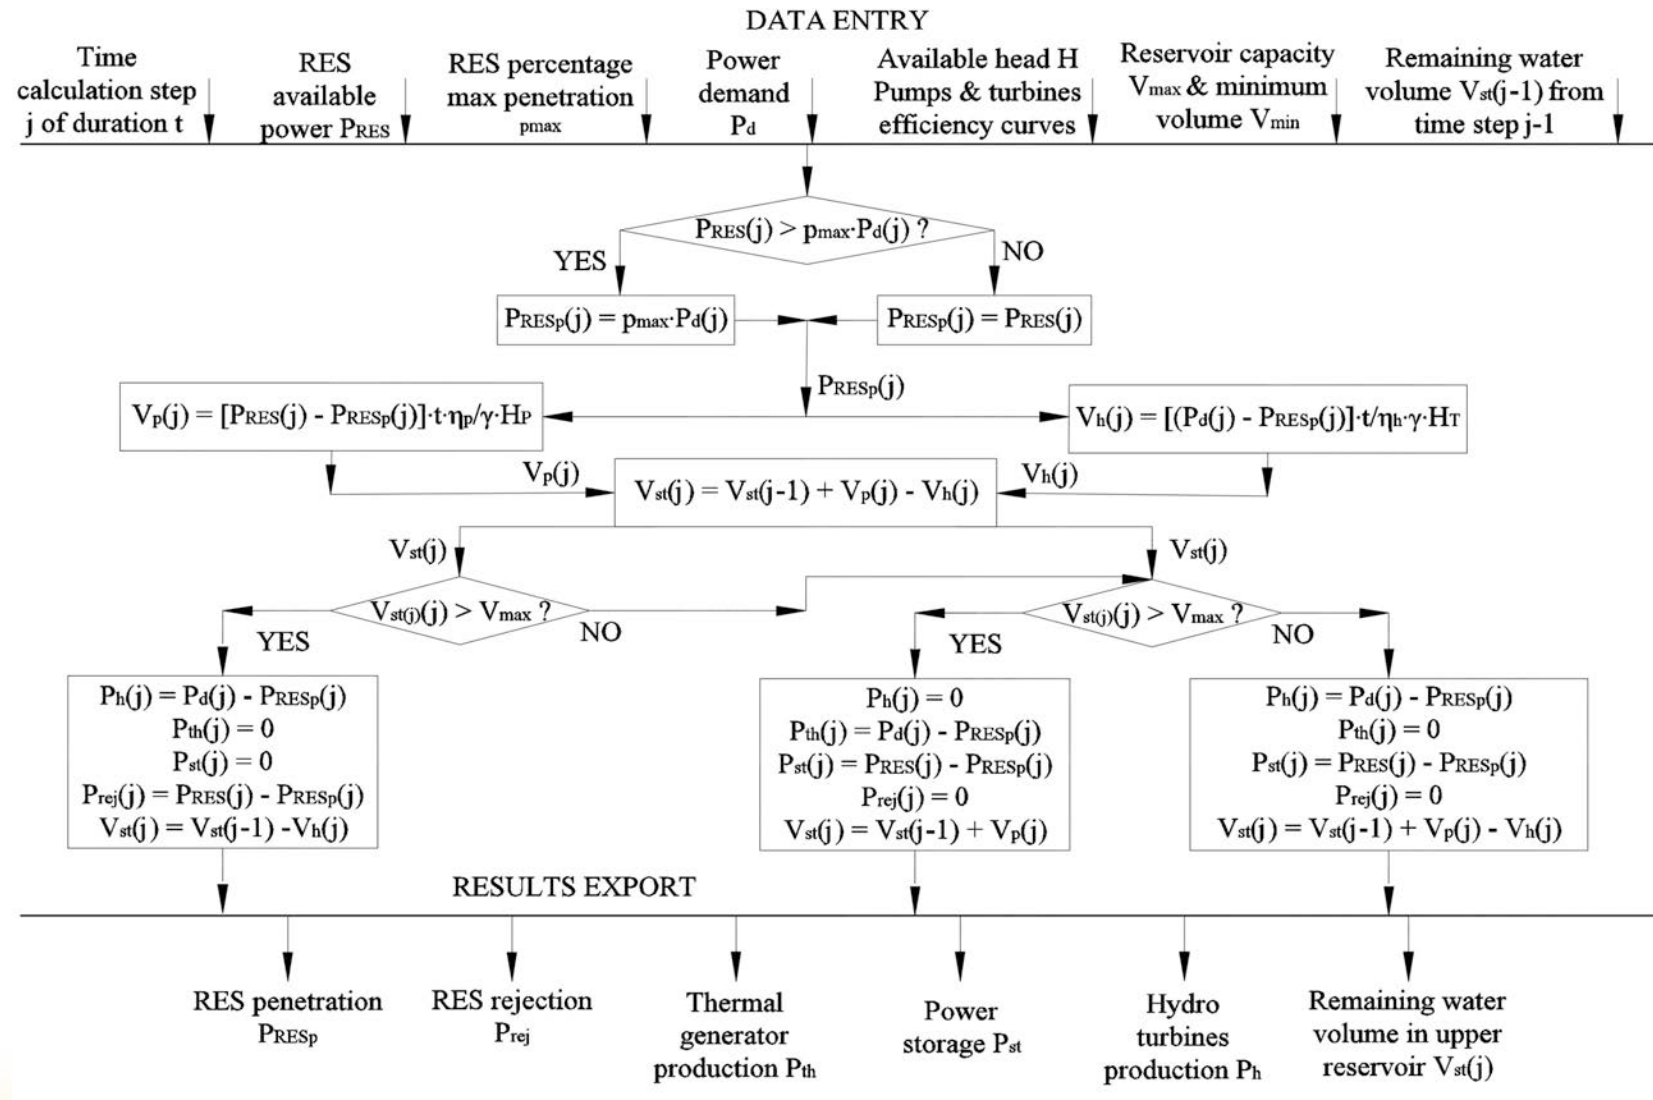 DATA ENTRY
Time
calculation step
j of duration t
RES
available
power PRES
RES percentage
max penetration
pmax
Power
demand
Pd
Available head H
Pumps & turbines
efficiency curves
Reservoir capacity
Vmax & minimum
volume Vmin
Remaining water
volume Vst(j-1) from
time step j-1
PRES(j) > pmax·Pd(j) ?
YES
NO
PRESp(j) = pmax·Pd(j)
PRESp(j) = PRES(j)
PRESp(j)
Vp(j) = [PRES(j) - PRESp(j)]·t·ηp/γ·HP
Vh(j) = [(Pd(j) - PRESp(j)]·t/ηh·γ·HT
Vp(j)
Vh(j)
Vst(j) = Vst(j-1) + Vp(j) - Vh(j)
Vst(j)
Vst(j)
Vst(j)(j) > Vmax ?
YES
NO
Vst(j)(j) > Vmax ?
YES
NO
Ph(j) = Pd(j) - PRESp(j)
Pth(j) = 0
Pst(j) = 0
Prej(j) = PRES(j) - PRESp(j)
Vst(j) = Vst(j-1) -Vh(j)
Ph(j) = 0
Pth(j) = Pd(j) - PRESp(j)
Pst(j) = PRES(j) - PRESp(j)
Prej(j) = 0
Vst(j) = Vst(j-1) + Vp(j)
Ph(j) = Pd(j) - PRESp(j)
Pth(j) = 0
Pst(j) = PRES(j) - PRESp(j)
Prej(j) = 0
Vst(j) = Vst(j-1) + Vp(j) - Vh(j)
RESULTS EXPORT
RES penetration
PRESp
RES rejection
Prej
Thermal
generator
production Pth
Power
storage Pst
Hydro
turbines
production Ph
Remaining water
volume in upper
reservoir Vst(j)